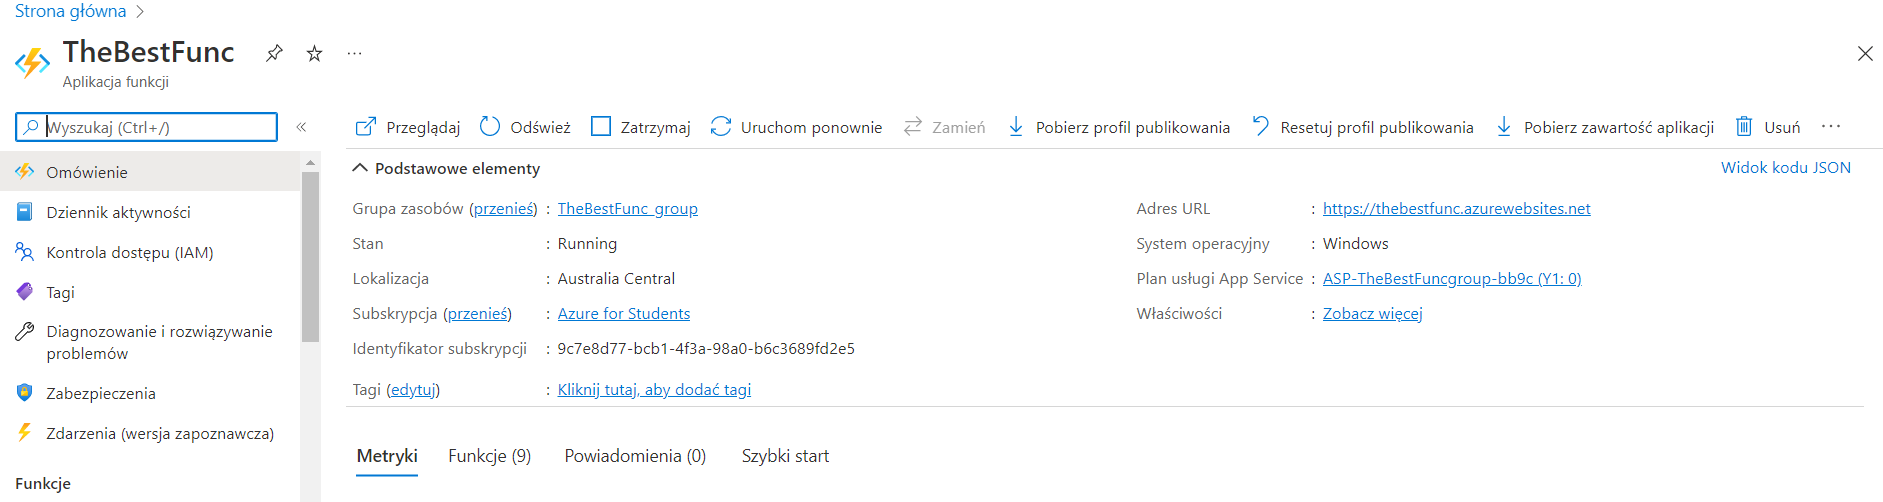 Strona główna
TheBestFunc
Aplikacja funkcji
Wyszukaj (Ctrl+/)
Przeglądaj Odśwież Zatrzymaj Uruchom ponownie Zamień Pobierz profil publikowania Resetuj profil publikowania Pobierz zawartość aplikacji Usuń
Omówienie
Dziennik aktywności
Kontrola dostępu (IAM)
Tagi
Diagnozowanie i rozwiązywanie
problemów
Zabezpieczenia
Zdarzenia (wersja zapoznawcza)
Funkcje
Podstawowe elementy
Widok kodu JSON
Grupa zasobów (przenieś) : TheBestFunc_group
Stan : Running
Lokalizacja : Australia Central
Subskrypcja (przenieś) : Azure for Students
Identyfikator subskrypcji : 9c7e8d77-bcb1-4f3a-98a0-b6c3689fd2e5
Tagi (edytuj) : Kliknij tutaj, aby dodać tagi
Adres URL : https://thebestfunc.azurewebsites.net
System operacyjny : Windows
Plan usługi App Service : ASP-TheBestFuncgroup-bb9c (Y1: 0)
Właściwości : Zobacz więcej
Metryki Funkcje (9) Powiadomienia (0) Szybki start